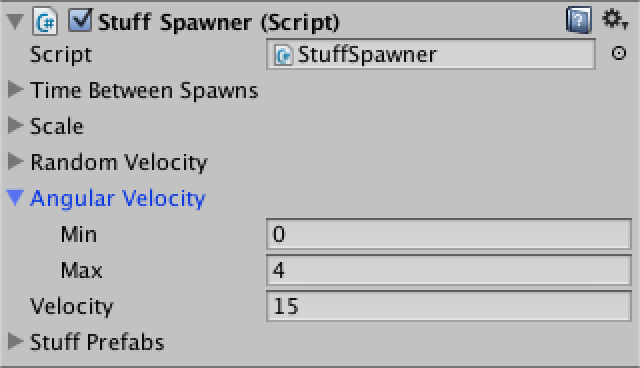 Stuff Spawner (Script)
Script StuffSpawner
Time Between Spawns
Scale
Random Velocity
Angular Velocity
Min 0
Max 4
Velocity 15
Stuff Prefabs